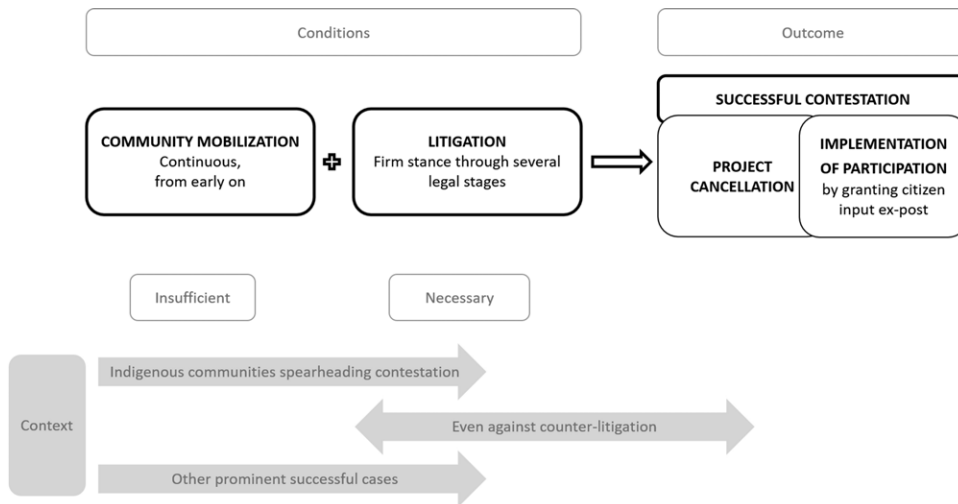 Conditions
Outcome
SUCCESSFUL CONTESTATION
COMMUNITY MOBILIZATION
Continuous,
from early on
LITIGATION
Firm stance through several
legal stages
PROJECT
CANCELLATION
IMPLEMENTATION
OF PARTICIPATION
by granting citizen
input ex-post
Insufficient
Necessary
Context
Indigenous communities spearheading contestation
Even against counter-litigation
Other prominent successful cases